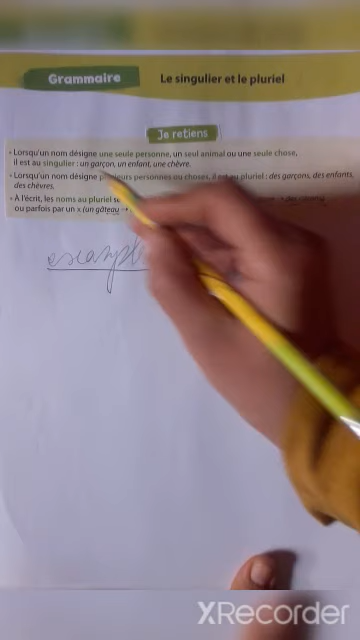 Grammaire Le singulier et le pluriel
Je retiens
• Lorsqu'un nom désigne une seule personne, un seul animal ou une seule chose,
il est au singulier : un garçon, un enfant, une chèvre.
• Lorsqu'un nom désigne plusieurs personnes ou choses, il est au pluriel : des garçons, des enfants,
des chèvres.
• À l'écrit, les noms au pluriel se
ou parfois par un x (un gâteau →
XRecorder